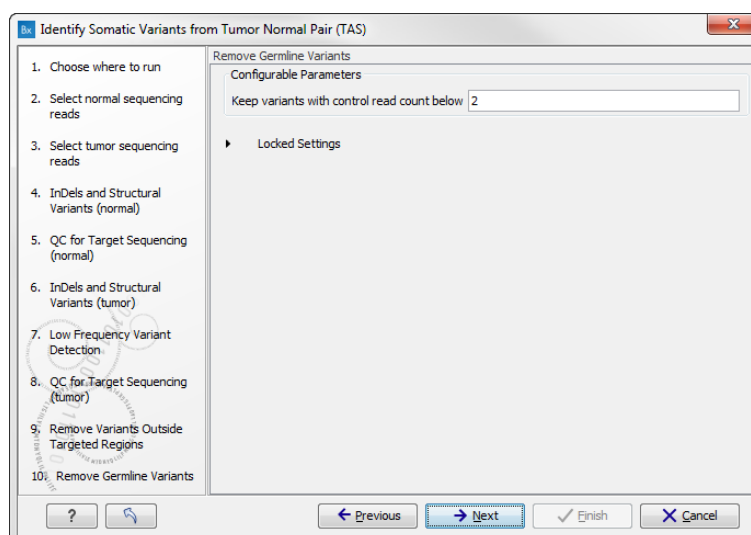 Bx Identify Somatic Variants from Tumor Normal Pair (TAS)
1. Choose where to run
2. Select normal sequencing
reads
3. Select tumor sequencing
reads
4. InDels and Structural
Variants (normal)
5. QC for Target Sequencing
(normal)
6. InDels and Structural
Variants (tumor)
7. Low Frequency Variant
Detection
8. QC for Target Sequencing
(tumor)
9. Remove Variants Outside
Targeted Regions
10. Remove Germline Variants
Remove Germline Variants
Configurable Parameters
Keep variants with control read count below 2
Locked Settings
? Previous Next Finish Cancel